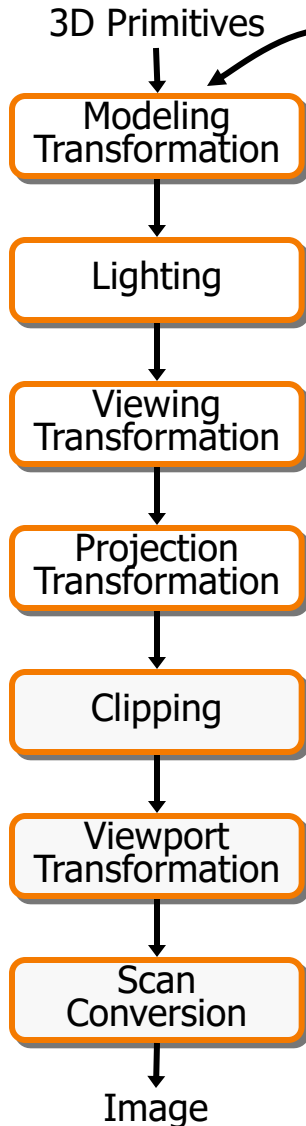 3D Primitives
Modeling
Transformation
Lighting
Viewing
Transformation
Projection
Transformation
Clipping
Viewport
Transformation
Scan
Conversion
Image